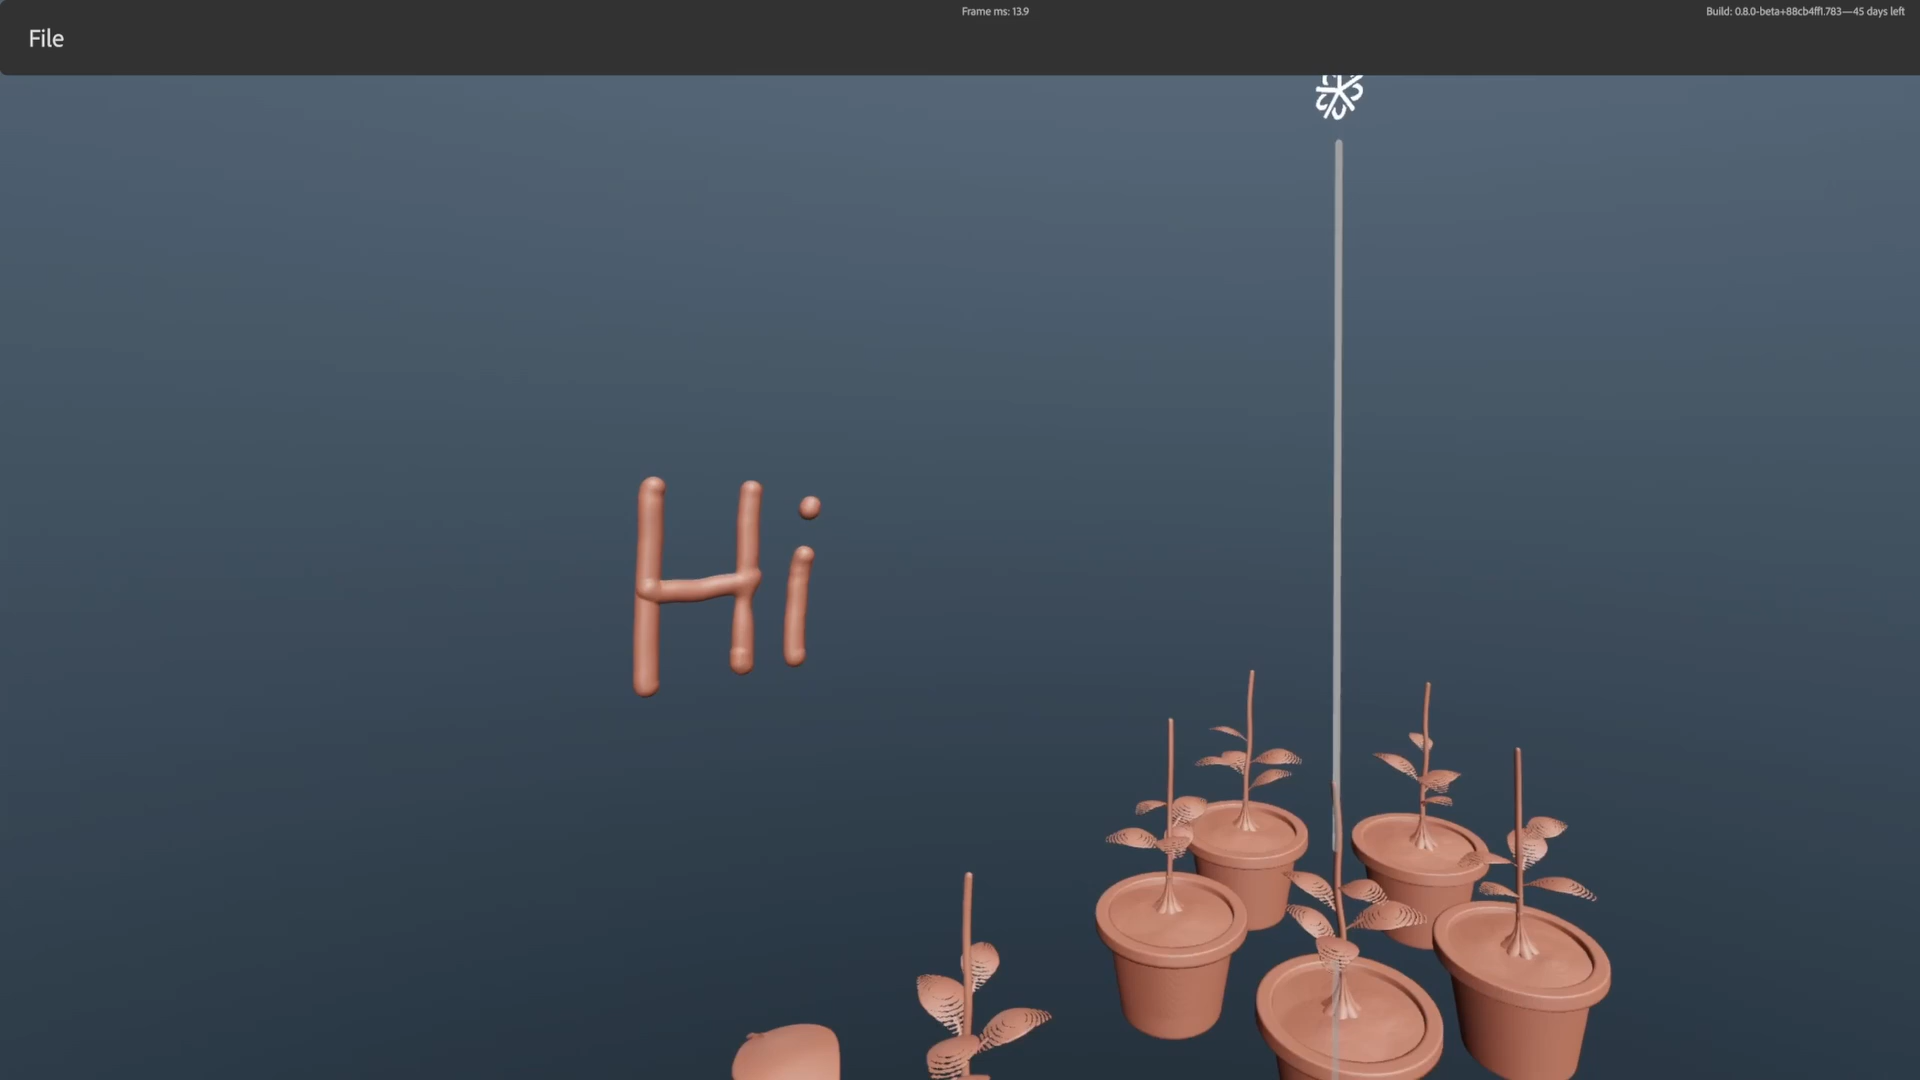 Frame ms: 13.9
Build: 0.8.0-beta+88cb4ff1.783—45 days left
File
Hi